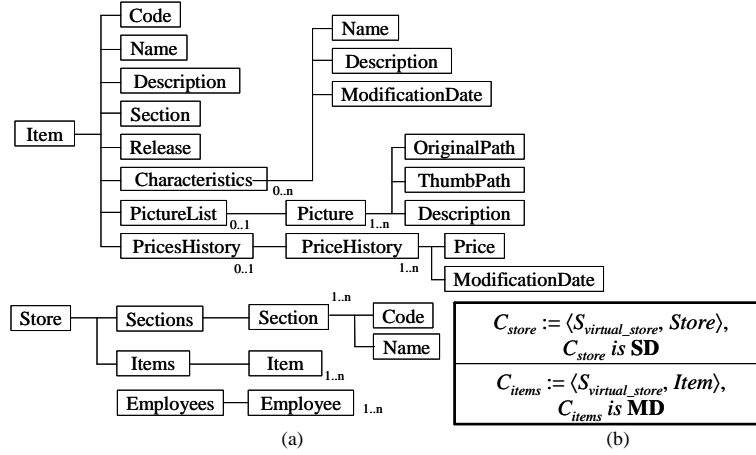 Code
Name
Description
Section
Item
Release
Characteristics
0..n
Name
Description
ModificationDate
PictureList
0..1
Picture
1..n
OriginalPath
ThumbPath
Description
PricesHistory
0..1
PriceHistory
1..n
Price
ModificationDate
Store
Sections
Section
1..n
Code
Name
Items
Item
1..n
Employees
Employee
1..n
C_store := ⟨S_virtual_store, Store⟩,
C_store is SD
C_items := ⟨S_virtual_store, Item⟩,
C_items is MD
(a)
(b)